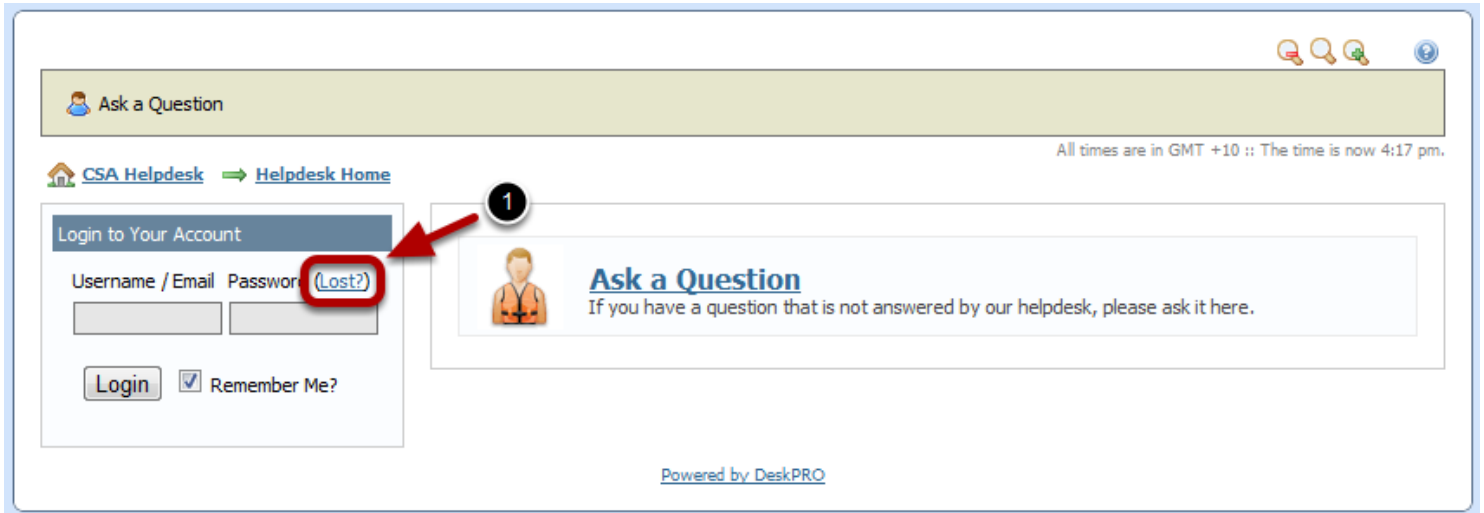 Ask a Question
All times are in GMT +10 :: The time is now 4:17 pm.
CSA Helpdesk Helpdesk Home
1
Login to Your Account
Username / Email Password (Lost?)
Login Remember Me?
Ask a Question
If you have a question that is not answered by our helpdesk, please ask it here.
Powered by DeskPRO